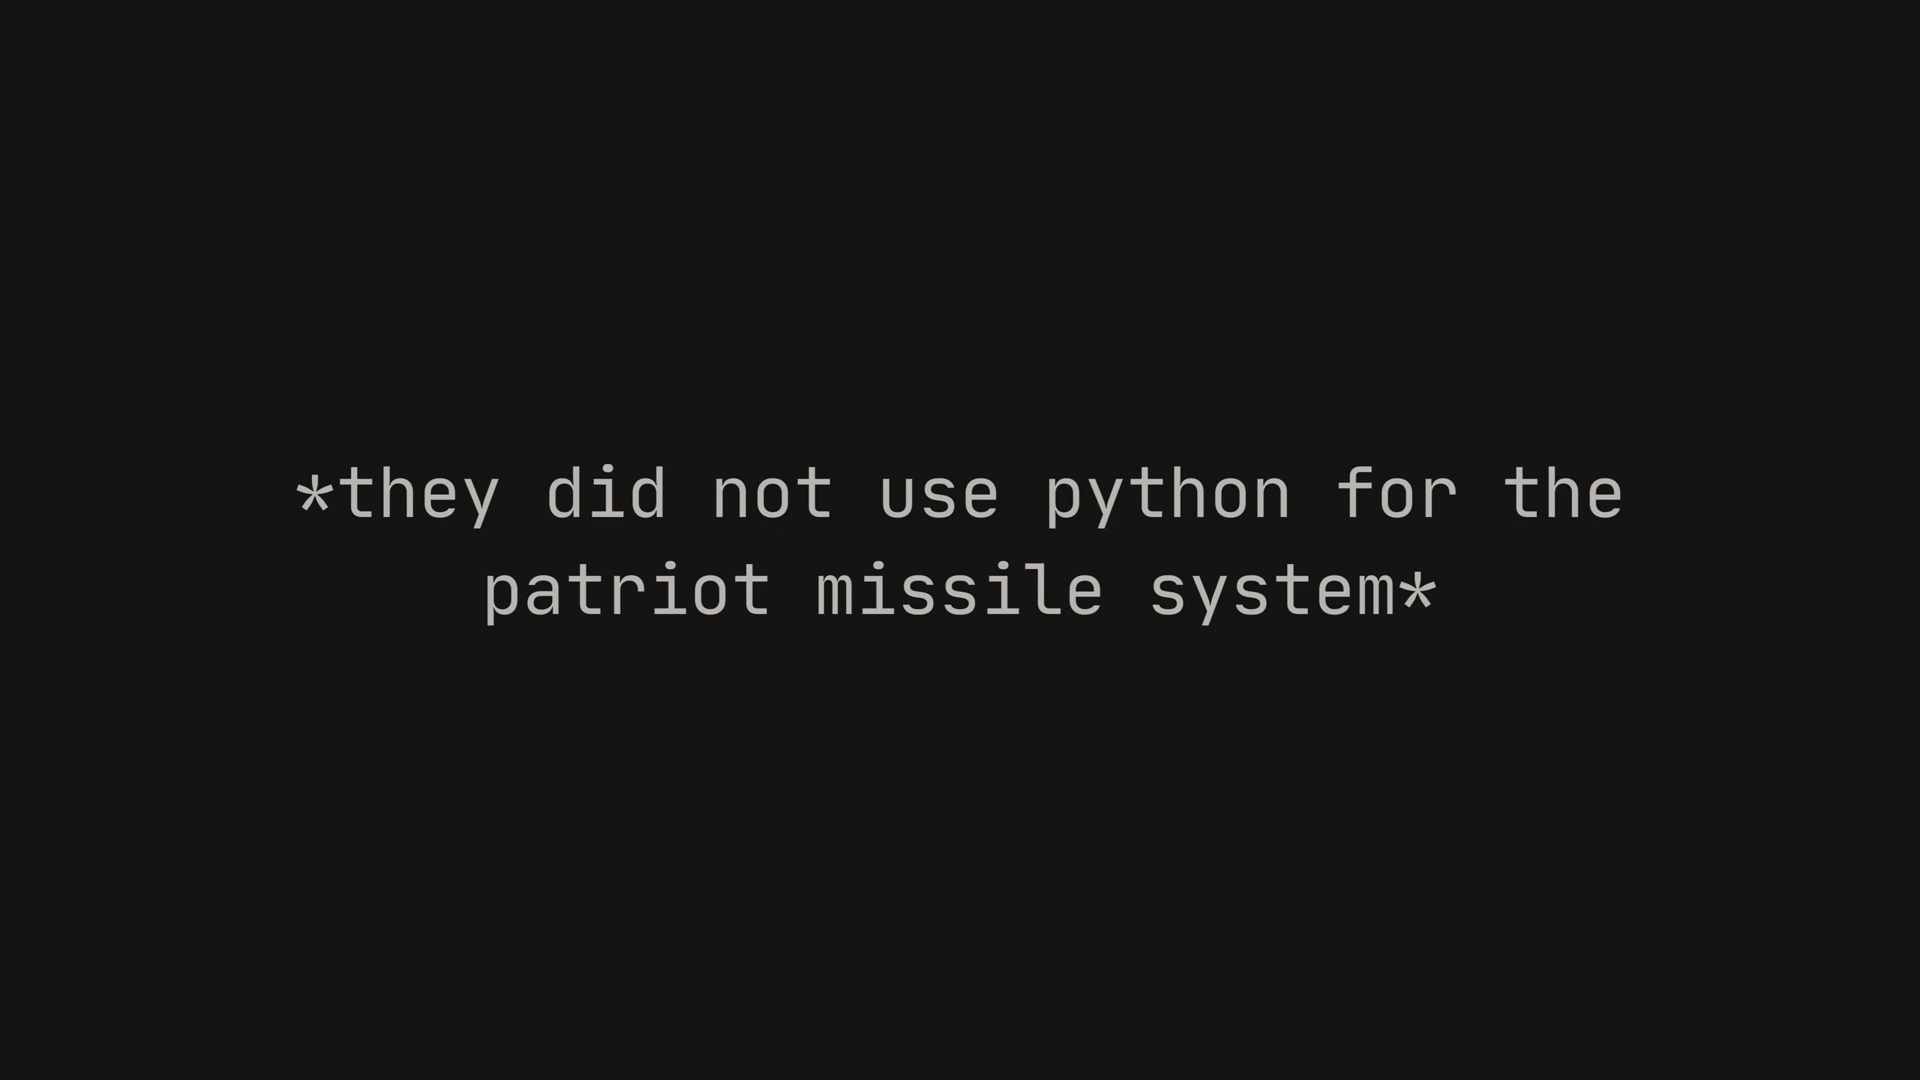 *they did not use python for the
patriot missile system*